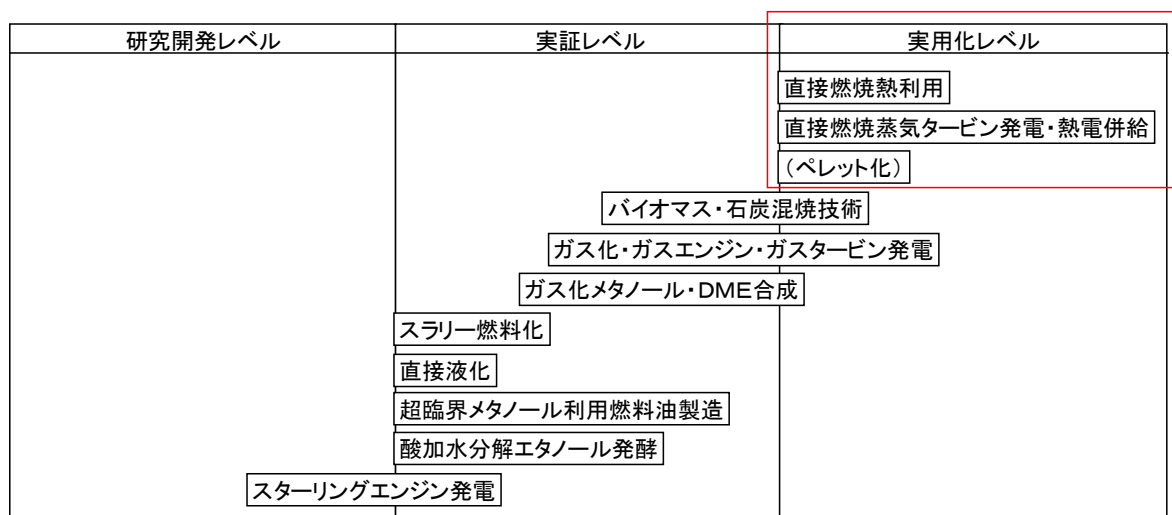 研究開発レベル
実証レベル
実用化レベル
直接燃焼熱利用
直接燃焼蒸気タービン発電・熱電併給
(ペレット化)
バイオマス・石炭混焼技術
ガス化・ガスエンジン・ガスタービン発電
ガス化メタノール・DME合成
スラリー燃料化
直接液化
超臨界メタノール利用燃料油製造
酸加水分解エタノール発酵
スターリングエンジン発電